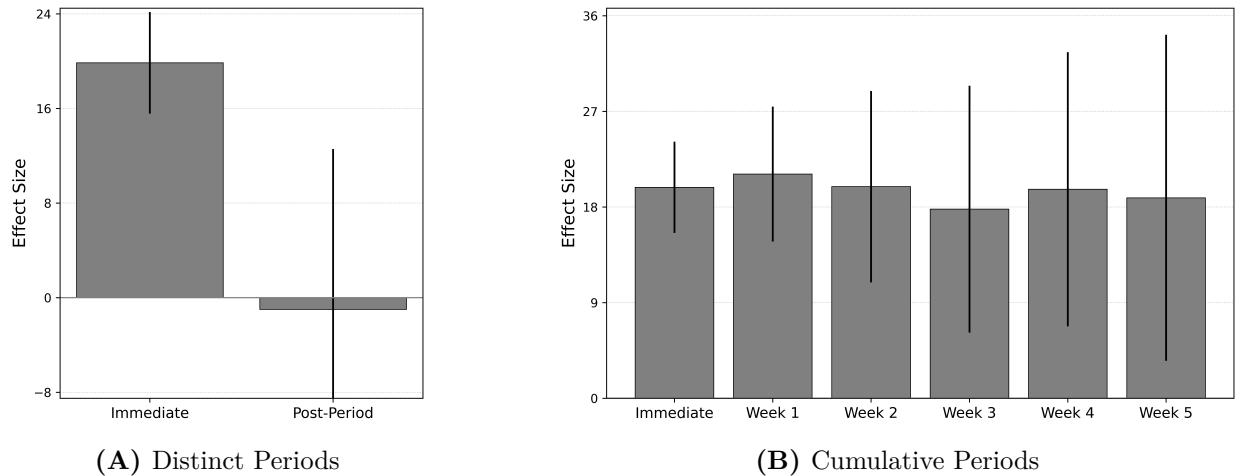 24
16
8
0
−8
Effect Size
Immediate
Post-Period
(A) Distinct Periods
36
27
18
9
0
Effect Size
Immediate
Week 1
Week 2
Week 3
Week 4
Week 5
(B) Cumulative Periods